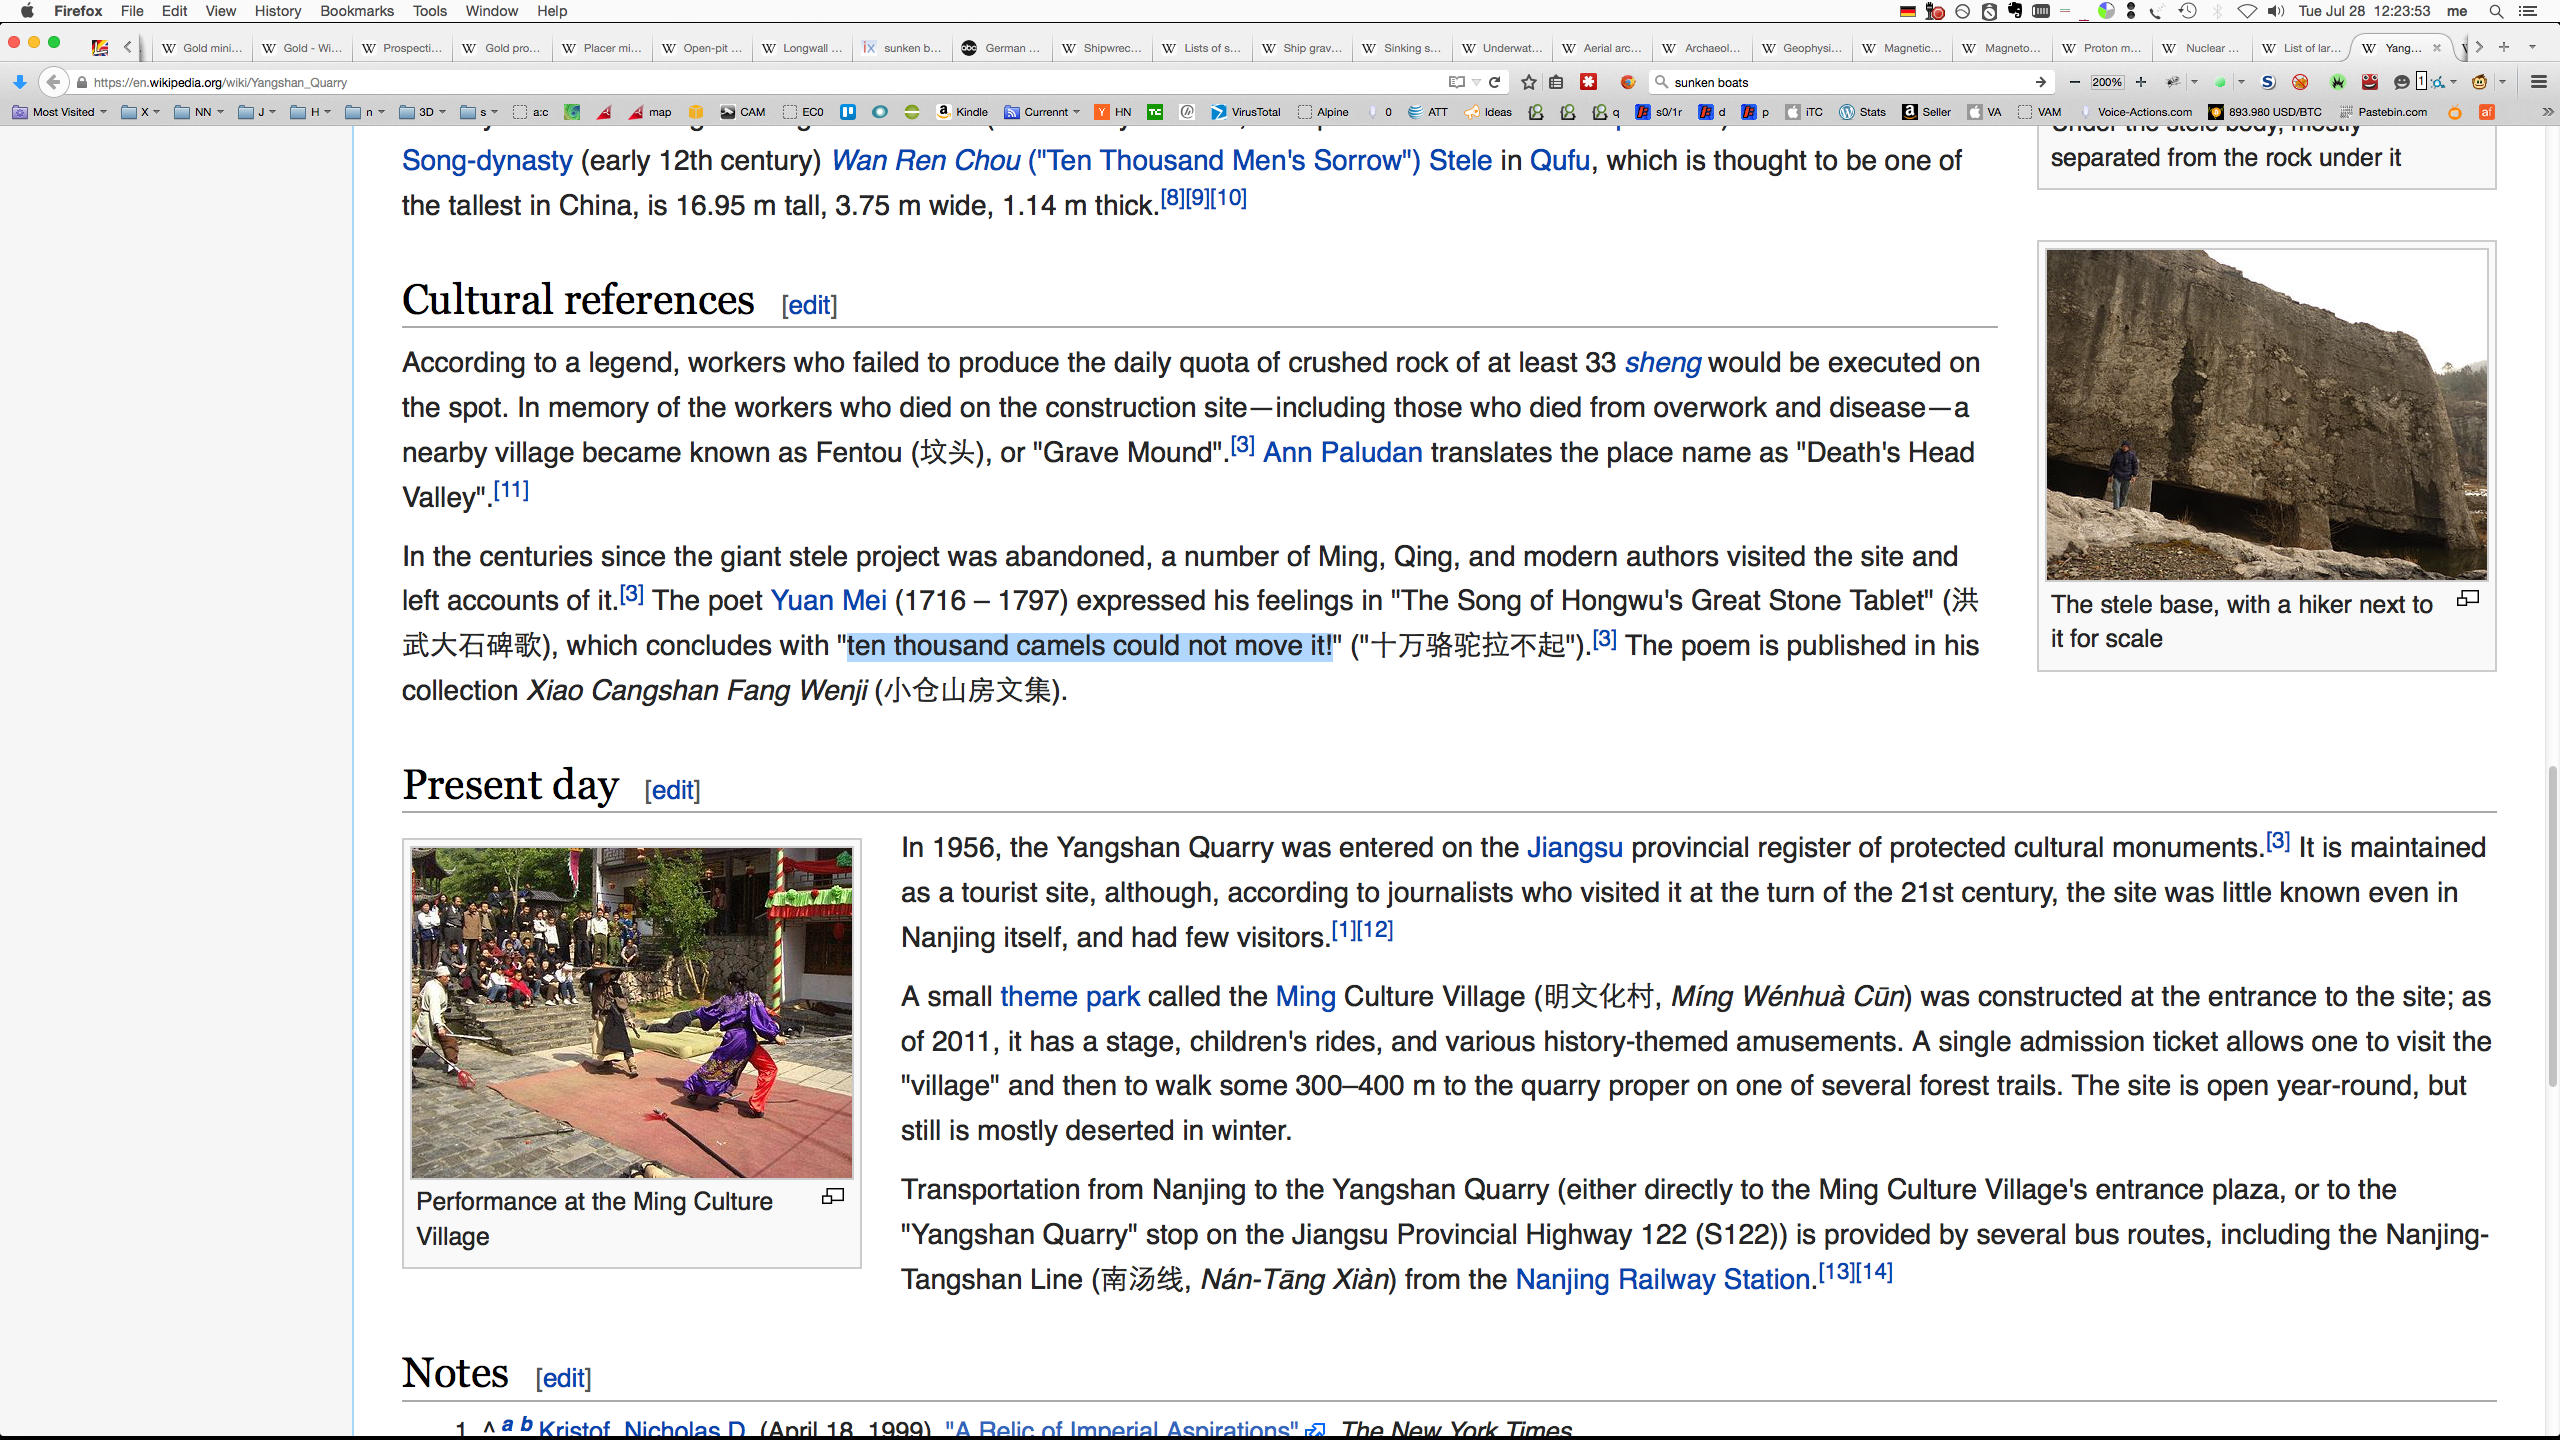 Firefox File Edit View History Bookmarks Tools Window Help Tue Jul 28 12:23:53 me
Gold mini... Gold - Wi... Prospecti... Gold pro... Placer mi... Open-pit ... Longwall ... sunken b... German ... Shipwrec... Lists of s... Ship grav... Sinking s... Underwat... Aerial arc... Archaeol... Geophysi... Magnetic... Magneto... Proton m... Nuclear ... List of lar... Yang...
https://en.wikipedia.org/wiki/Yangshan_Quarry sunken boats 200%
Most Visited X NN J H n 3D s a:c map CAM EC0 Kindle Currennt HN VirusTotal Alpine 0 ATT Ideas q s0/1r d p iTC Stats Seller VA VAM Voice-Actions.com 893.980 USD/BTC Pastebin.com
Song-dynasty (early 12th century) Wan Ren Chou ("Ten Thousand Men's Sorrow") Stele in Qufu, which is thought to be one of
the tallest in China, is 16.95 m tall, 3.75 m wide, 1.14 m thick.[8][9][10]
Under the stele body, mostly
separated from the rock under it
Cultural references [edit]
According to a legend, workers who failed to produce the daily quota of crushed rock of at least 33 sheng would be executed on
the spot. In memory of the workers who died on the construction site—including those who died from overwork and disease—a
nearby village became known as Fentou (坟头), or "Grave Mound".[3] Ann Paludan translates the place name as "Death's Head
Valley".[11]
In the centuries since the giant stele project was abandoned, a number of Ming, Qing, and modern authors visited the site and
left accounts of it.[3] The poet Yuan Mei (1716 – 1797) expressed his feelings in "The Song of Hongwu's Great Stone Tablet" (洪
武大石碑歌), which concludes with "ten thousand camels could not move it!" ("十万骆驼拉不起").[3] The poem is published in his
collection Xiao Cangshan Fang Wenji (小仓山房文集).
The stele base, with a hiker next to
it for scale
Present day [edit]
In 1956, the Yangshan Quarry was entered on the Jiangsu provincial register of protected cultural monuments.[3] It is maintained
as a tourist site, although, according to journalists who visited it at the turn of the 21st century, the site was little known even in
Nanjing itself, and had few visitors.[1][12]
A small theme park called the Ming Culture Village (明文化村, Míng Wénhuà Cūn) was constructed at the entrance to the site; as
of 2011, it has a stage, children's rides, and various history-themed amusements. A single admission ticket allows one to visit the
"village" and then to walk some 300–400 m to the quarry proper on one of several forest trails. The site is open year-round, but
still is mostly deserted in winter.
Transportation from Nanjing to the Yangshan Quarry (either directly to the Ming Culture Village's entrance plaza, or to the
"Yangshan Quarry" stop on the Jiangsu Provincial Highway 122 (S122)) is provided by several bus routes, including the Nanjing-
Tangshan Line (南汤线, Nán-Tāng Xiàn) from the Nanjing Railway Station.[13][14]
Performance at the Ming Culture
Village
Notes [edit]
1. ^ a b Kristof, Nicholas D. (April 18, 1999). "A Relic of Imperial Aspirations" The New York Times